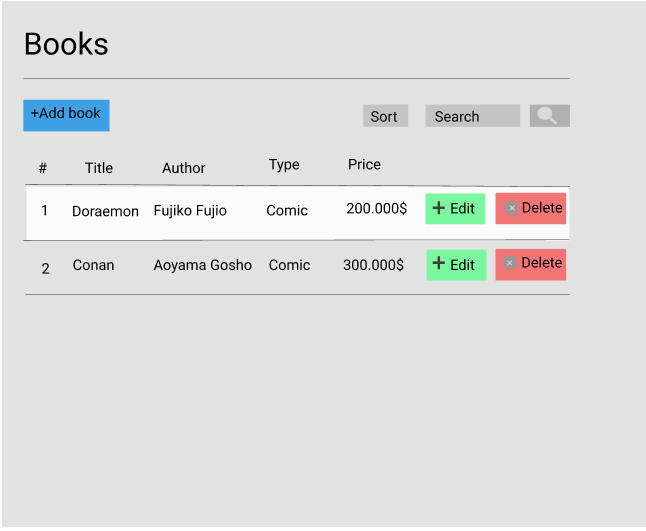 Books
+Add book Sort Search
# Title Author Type Price
1 Doraemon Fujiko Fujio Comic 200.000$ Edit Delete
2 Conan Aoyama Gosho Comic 300.000$ Edit Delete